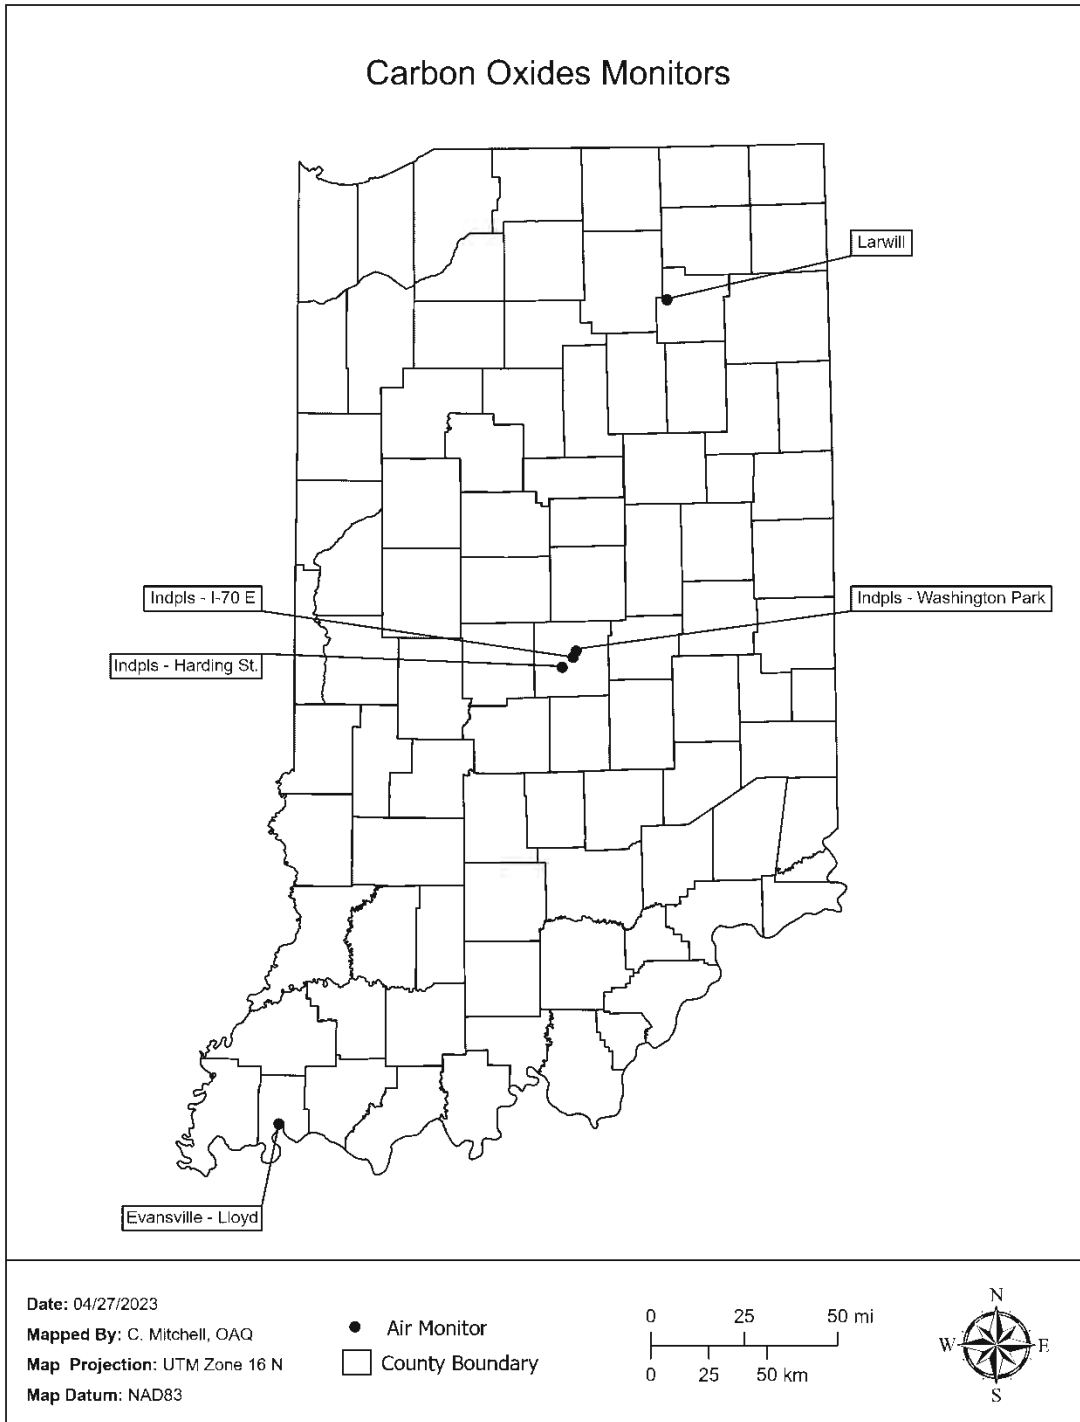 Carbon Oxides Monitors
Larwill
Indpls - I-70 E
Indpls - Washington Park
Indpls - Harding St.
Evansville - Lloyd
Date: 04/27/2023
Mapped By: C. Mitchell, OAQ
Map Projection: UTM Zone 16 N
Map Datum: NAD83
Air Monitor
County Boundary
0 25 50 mi
0 25 50 km
N
W E
S